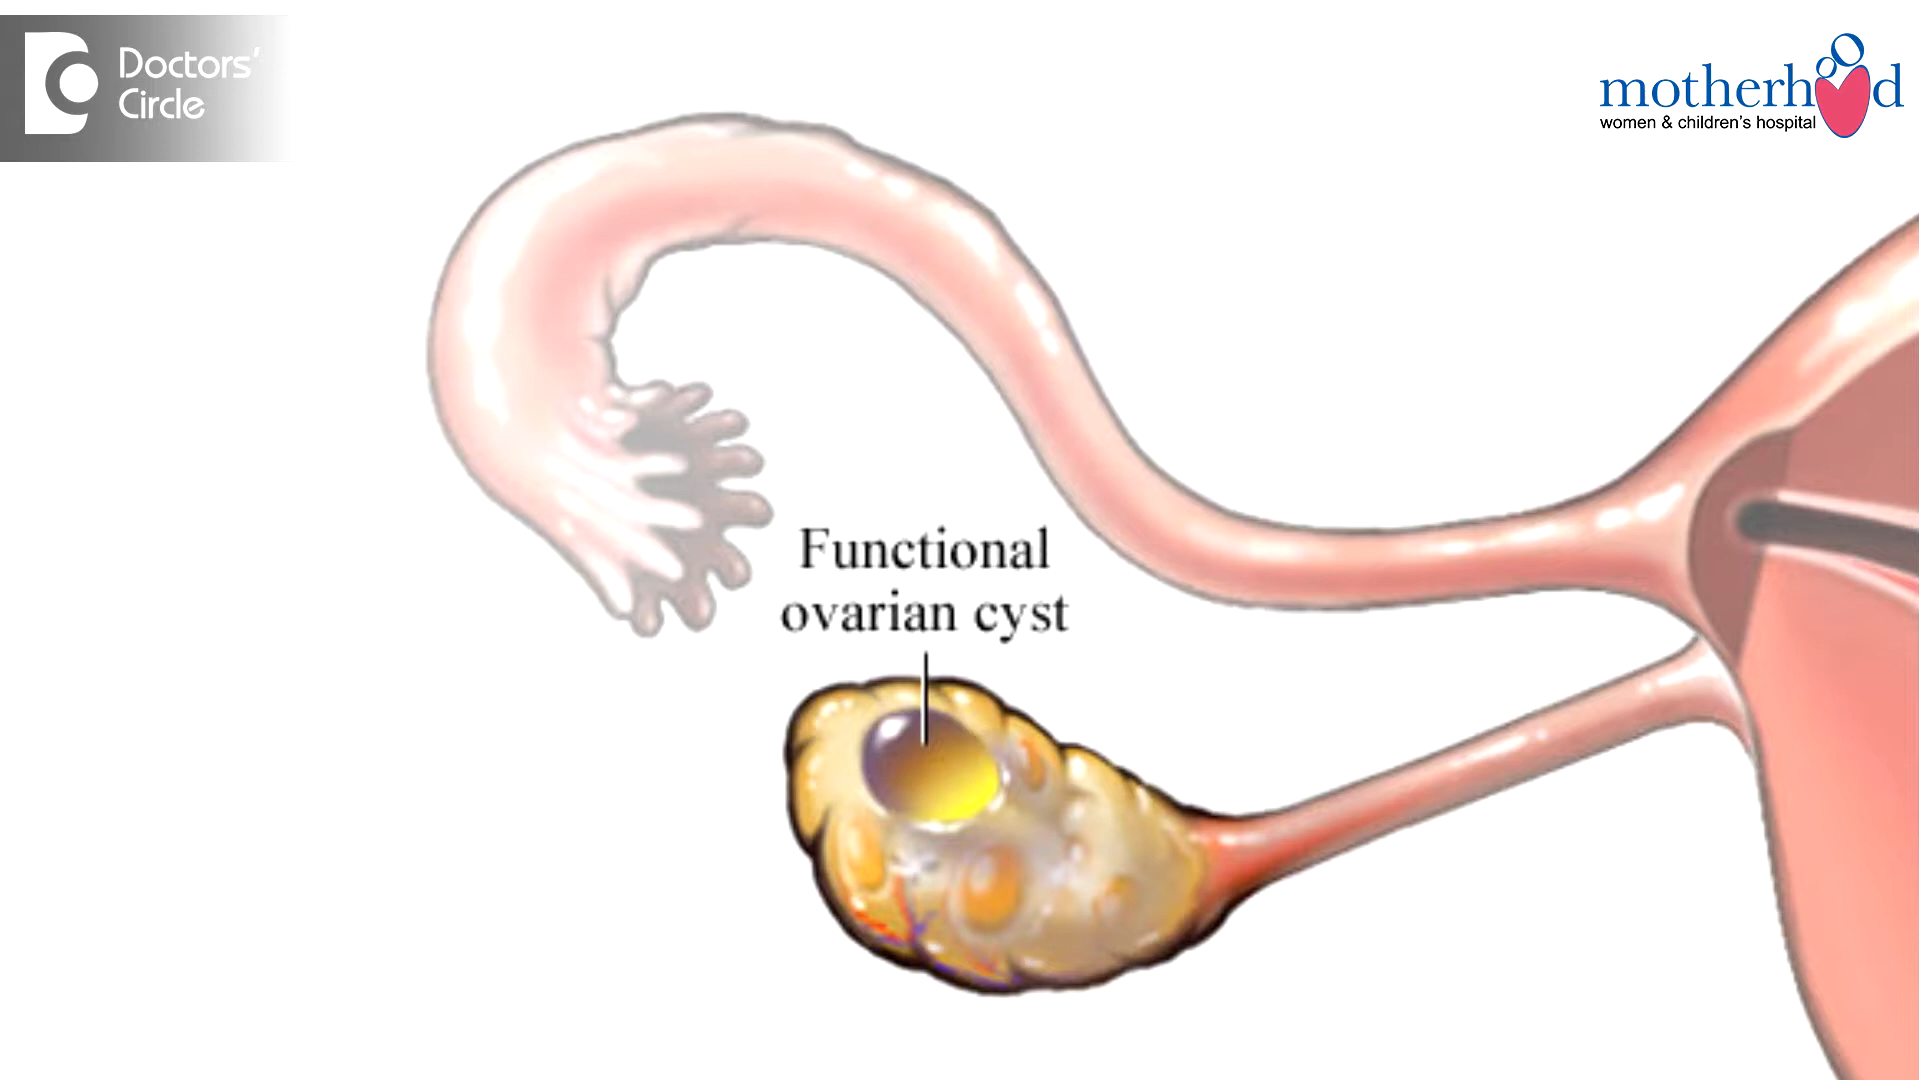 Doctors'
Circle
motherhood
women & children's hospital
Functional
ovarian cyst